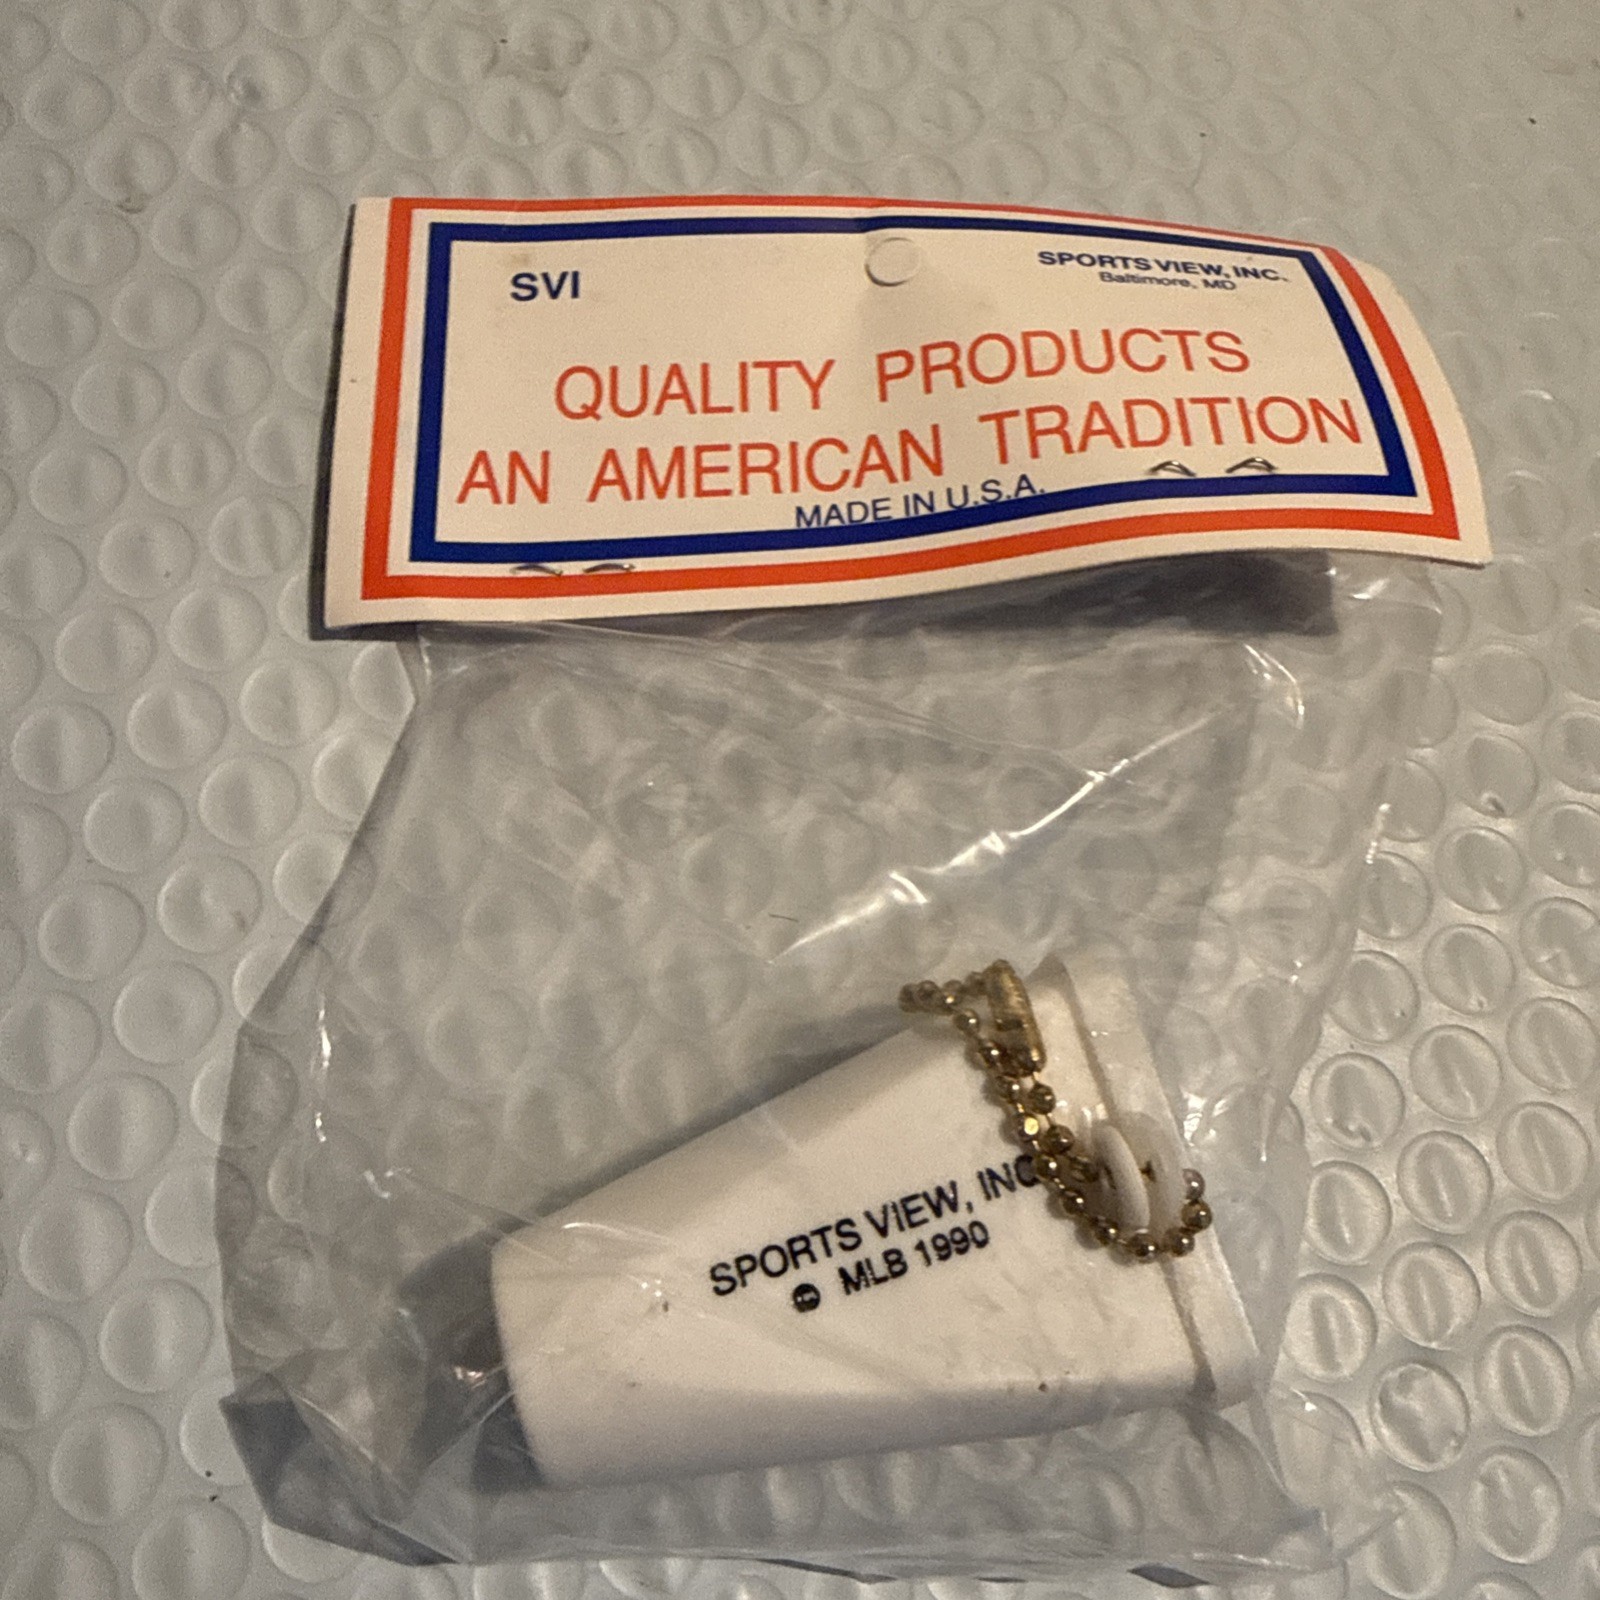 SVI
SPORTS VIEW, INC.
Baltimore, MD
QUALITY PRODUCTS
AN AMERICAN TRADITION
MADE IN U.S.A.
SPORTS VIEW, INC
MLB 1990